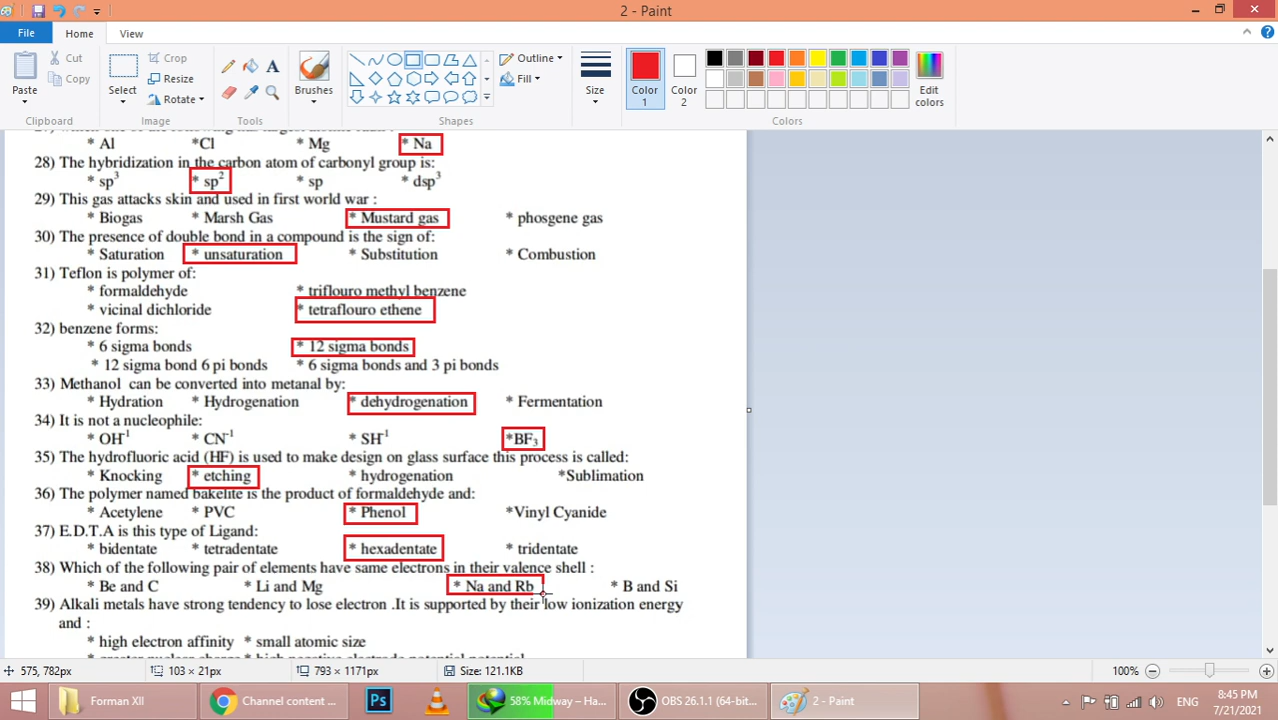 2 - Paint
File Home View
Paste
Cut
Copy
Clipboard
Select
Crop
Resize
Rotate
Image
Tools
Brushes
Shapes
Outline
Fill
Size
Color 1
Color 2
Edit colors
Colors
* Al *Cl * Mg * Na
28) The hybridization in the carbon atom of carbonyl group is:
* sp3 * sp2 * sp * dsp3
29) This gas attacks skin and used in first world war :
* Biogas * Marsh Gas * Mustard gas * phosgene gas
30) The presence of double bond in a compound is the sign of:
* Saturation * unsaturation * Substitution * Combustion
31) Teflon is polymer of:
* formaldehyde * triflouro methyl benzene
* vicinal dichloride * tetraflouro ethene
32) benzene forms:
* 6 sigma bonds * 12 sigma bonds
* 12 sigma bond 6 pi bonds * 6 sigma bonds and 3 pi bonds
33) Methanol can be converted into metanal by:
* Hydration * Hydrogenation * dehydrogenation * Fermentation
34) It is not a nucleophile:
* OH-1 * CN-1 * SH-1 *BF3
35) The hydrofluoric acid (HF) is used to make design on glass surface this process is called:
* Knocking * etching * hydrogenation *Sublimation
36) The polymer named bakelite is the product of formaldehyde and:
* Acetylene * PVC * Phenol *Vinyl Cyanide
37) E.D.T.A is this type of Ligand:
* bidentate * tetradentate * hexadentate * tridentate
38) Which of the following pair of elements have same electrons in their valence shell :
* Be and C * Li and Mg * Na and Rb * B and Si
39) Alkali metals have strong tendency to lose electron .It is supported by their low ionization energy
and :
* high electron affinity * small atomic size
575, 782px 103 × 21px 793 × 1171px Size: 121.1KB 100%
Forman XII Channel content ... Ps 58% Midway – Ha... OBS 26.1.1 (64-bit... 2 - Paint ENG 8:45 PM
7/21/2021